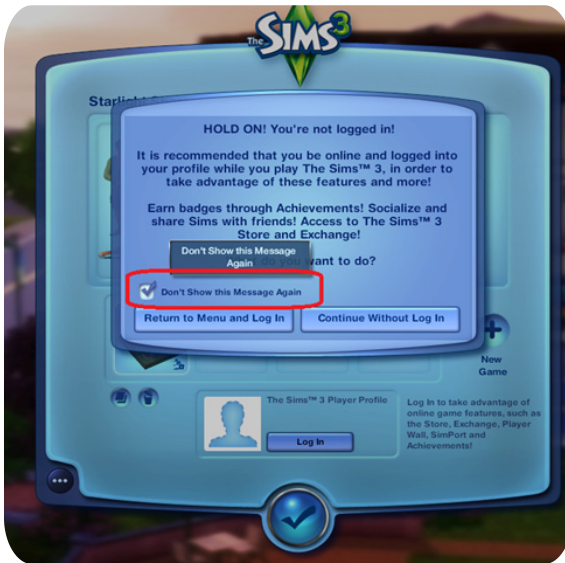 The SIMS 3
Starlight
HOLD ON! You're not logged in!
It is recommended that you be online and logged into
your profile while you play The Sims™ 3, in order to
take advantage of these features and more!
Earn badges through Achievements! Socialize and
share Sims with friends! Access to The Sims™ 3
Store and Exchange!
Don't Show this Message
Again
do you want to do?
Don't Show this Message Again
Return to Menu and Log In
Continue Without Log In
New
Game
The Sims™ 3 Player Profile
Log In
Log In to take advantage of
online game features, such as
the Store, Exchange, Player
Wall, SimPort and
Achievements!